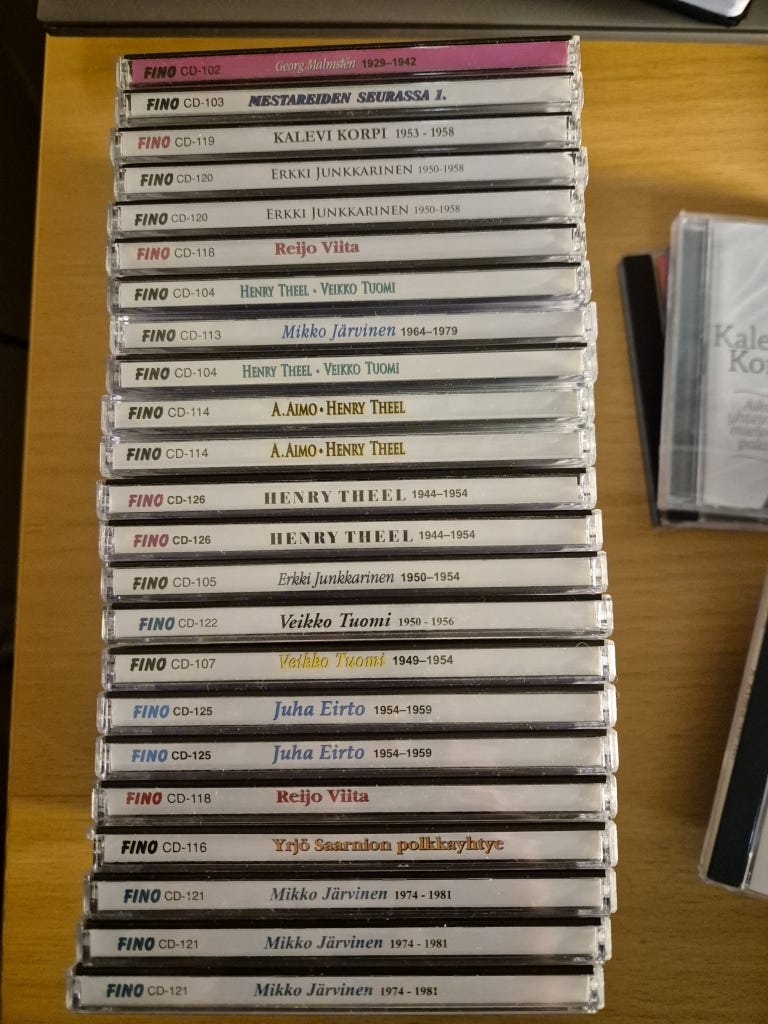 FINO CD-102 Georg Malmstén 1929–1942
FINO CD-103 MESTAREIDEN SEURASSA 1.
FINO CD-119 KALEVI KORPI 1953 - 1958
FINO CD-120 ERKKI JUNKKARINEN 1950-1958
FINO CD-120 ERKKI JUNKKARINEN 1950-1958
FINO CD-118 Reijo Viita
FINO CD-104 HENRY THEEL • VEIKKO TUOMI
FINO CD-113 Mikko Järvinen 1964–1979
FINO CD-104 HENRY THEEL • VEIKKO TUOMI
FINO CD-114 A. AIMO • HENRY THEEL
FINO CD-114 A. AIMO • HENRY THEEL
FINO CD-126 HENRY THEEL 1944–1954
FINO CD-126 HENRY THEEL 1944–1954
FINO CD-105 Erkki Junkkarinen 1950–1954
FINO CD-122 Veikko Tuomi 1950 - 1956
FINO CD-107 Veikko Tuomi 1949–1954
FINO CD-125 Juha Eirto 1954–1959
FINO CD-125 Juha Eirto 1954–1959
FINO CD-118 Reijo Viita
FINO CD-116 Yrjö Saarnion polkkayhtye
FINO CD-121 Mikko Järvinen 1974 - 1981
FINO CD-121 Mikko Järvinen 1974 - 1981
FINO CD-121 Mikko Järvinen 1974 - 1981
Kale
Ko